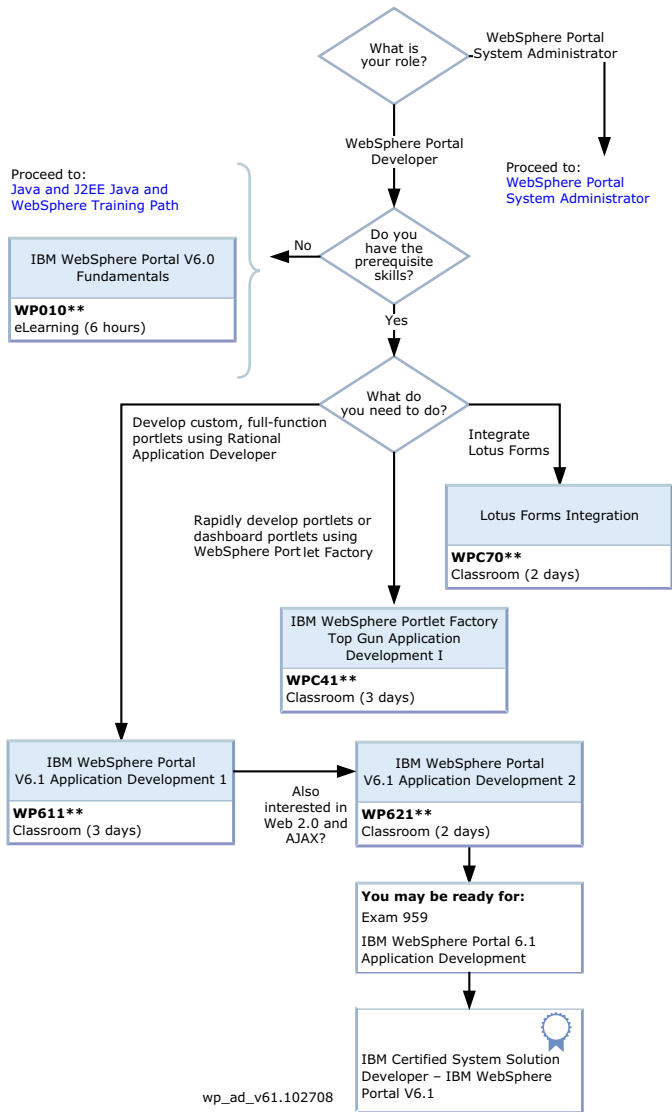 What is
your role?
WebSphere Portal
System Administrator
WebSphere Portal
Developer
Proceed to:
WebSphere Portal
System Administrator
Proceed to:
Java and J2EE Java and
WebSphere Training Path
IBM WebSphere Portal V6.0
Fundamentals
WP010**
eLearning (6 hours)
No
Do you
have the
prerequisite
skills?
Yes
What do
you need to do?
Develop custom, full-function
portlets using Rational
Application Developer
Integrate
Lotus Forms
Rapidly develop portlets or
dashboard portlets using
WebSphere Portlet Factory
Lotus Forms Integration
WPC70**
Classroom (2 days)
IBM WebSphere Portlet Factory
Top Gun Application
Development I
WPC41**
Classroom (3 days)
IBM WebSphere Portal
V6.1 Application Development 1
WP611**
Classroom (3 days)
Also
interested in
Web 2.0 and
AJAX?
IBM WebSphere Portal
V6.1 Application Development 2
WP621**
Classroom (2 days)
You may be ready for:
Exam 959
IBM WebSphere Portal 6.1
Application Development
IBM Certified System Solution
Developer – IBM WebSphere
Portal V6.1
wp_ad_v61.102708